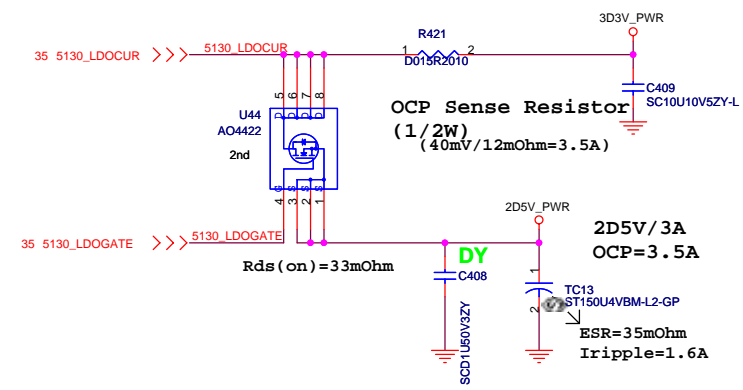 3D3V_PWR
R421
35 5130_LDOCUR
5130_LDOCUR
1 2
D015R2010
C409
SC10U10V5ZY-L
5 6 7 8
D D D D
U44
AO4422
2nd
OCP Sense Resistor
(1/2W)
(40mV/12mOhm=3.5A)
G S S S
4 3 2 1
2D5V_PWR
35 5130_LDOGATE
5130_LDOGATE
2D5V/3A
OCP=3.5A
Rds(on)=33mOhm
DY
C408
SCD1U50V3ZY
1
2
TC13
ST150U4VBM-L2-GP
ESR=35mOhm
Iripple=1.6A